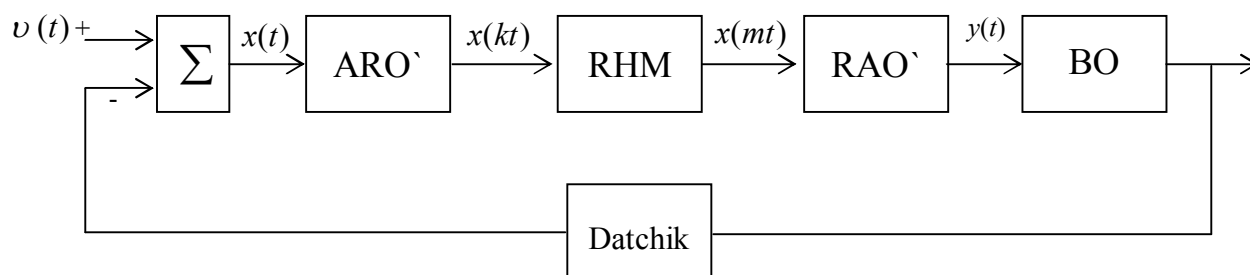 υ(t)+
x(t)
x(kt)
x(mt)
y(t)
∑
ARO`
RHM
RAO`
BO
-
Datchik